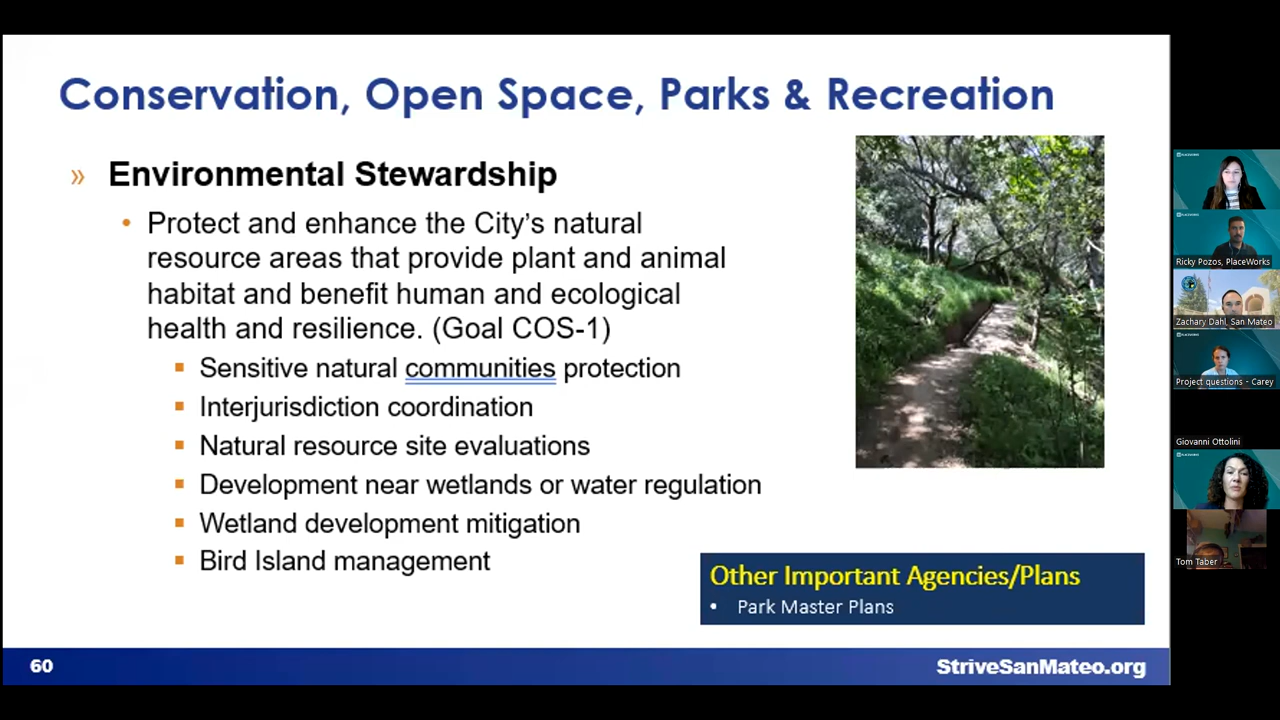 Conservation, Open Space, Parks & Recreation
» Environmental Stewardship
• Protect and enhance the City’s natural
resource areas that provide plant and animal
habitat and benefit human and ecological
health and resilience. (Goal COS-1)
▪ Sensitive natural communities protection
▪ Interjurisdiction coordination
▪ Natural resource site evaluations
▪ Development near wetlands or water regulation
▪ Wetland development mitigation
▪ Bird Island management
Other Important Agencies/Plans
• Park Master Plans
60
StriveSanMateo.org
Ricky Pozos, PlaceWorks
Zachary Dahl, San Mateo
Project questions - Carey
Giovanni Ottolini
Tom Taber